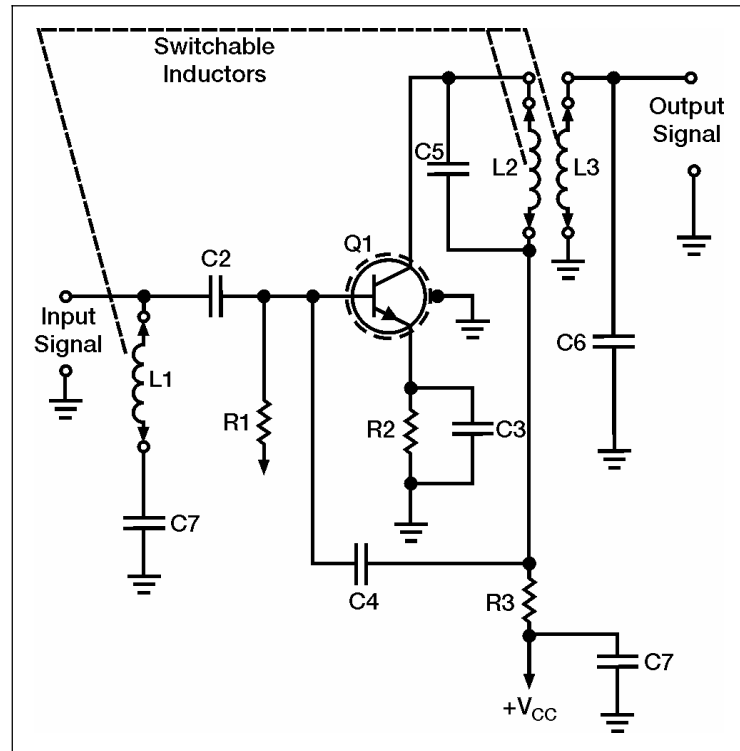 Switchable
Inductors
Output
Signal
C5
L2
L3
Q1
C2
Input
Signal
C6
L1
R1
R2
C3
C7
C4
R3
C7
+VCC